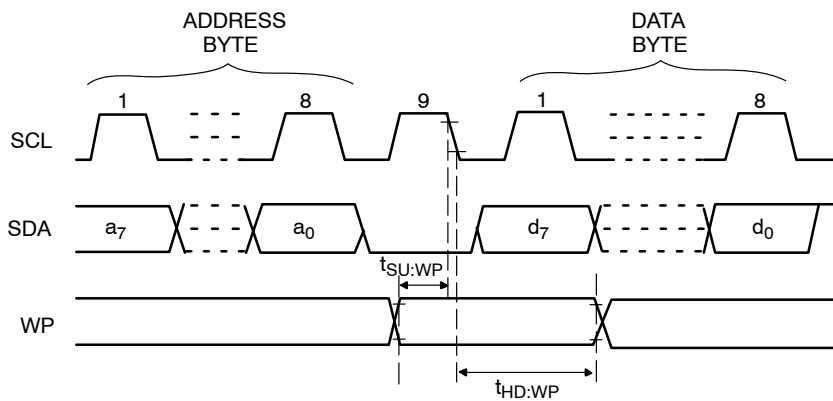 ADDRESS
BYTE
DATA
BYTE
1
8
9
1
8
SCL
SDA
a7
a0
d7
d0
tSU:WP
WP
tHD:WP